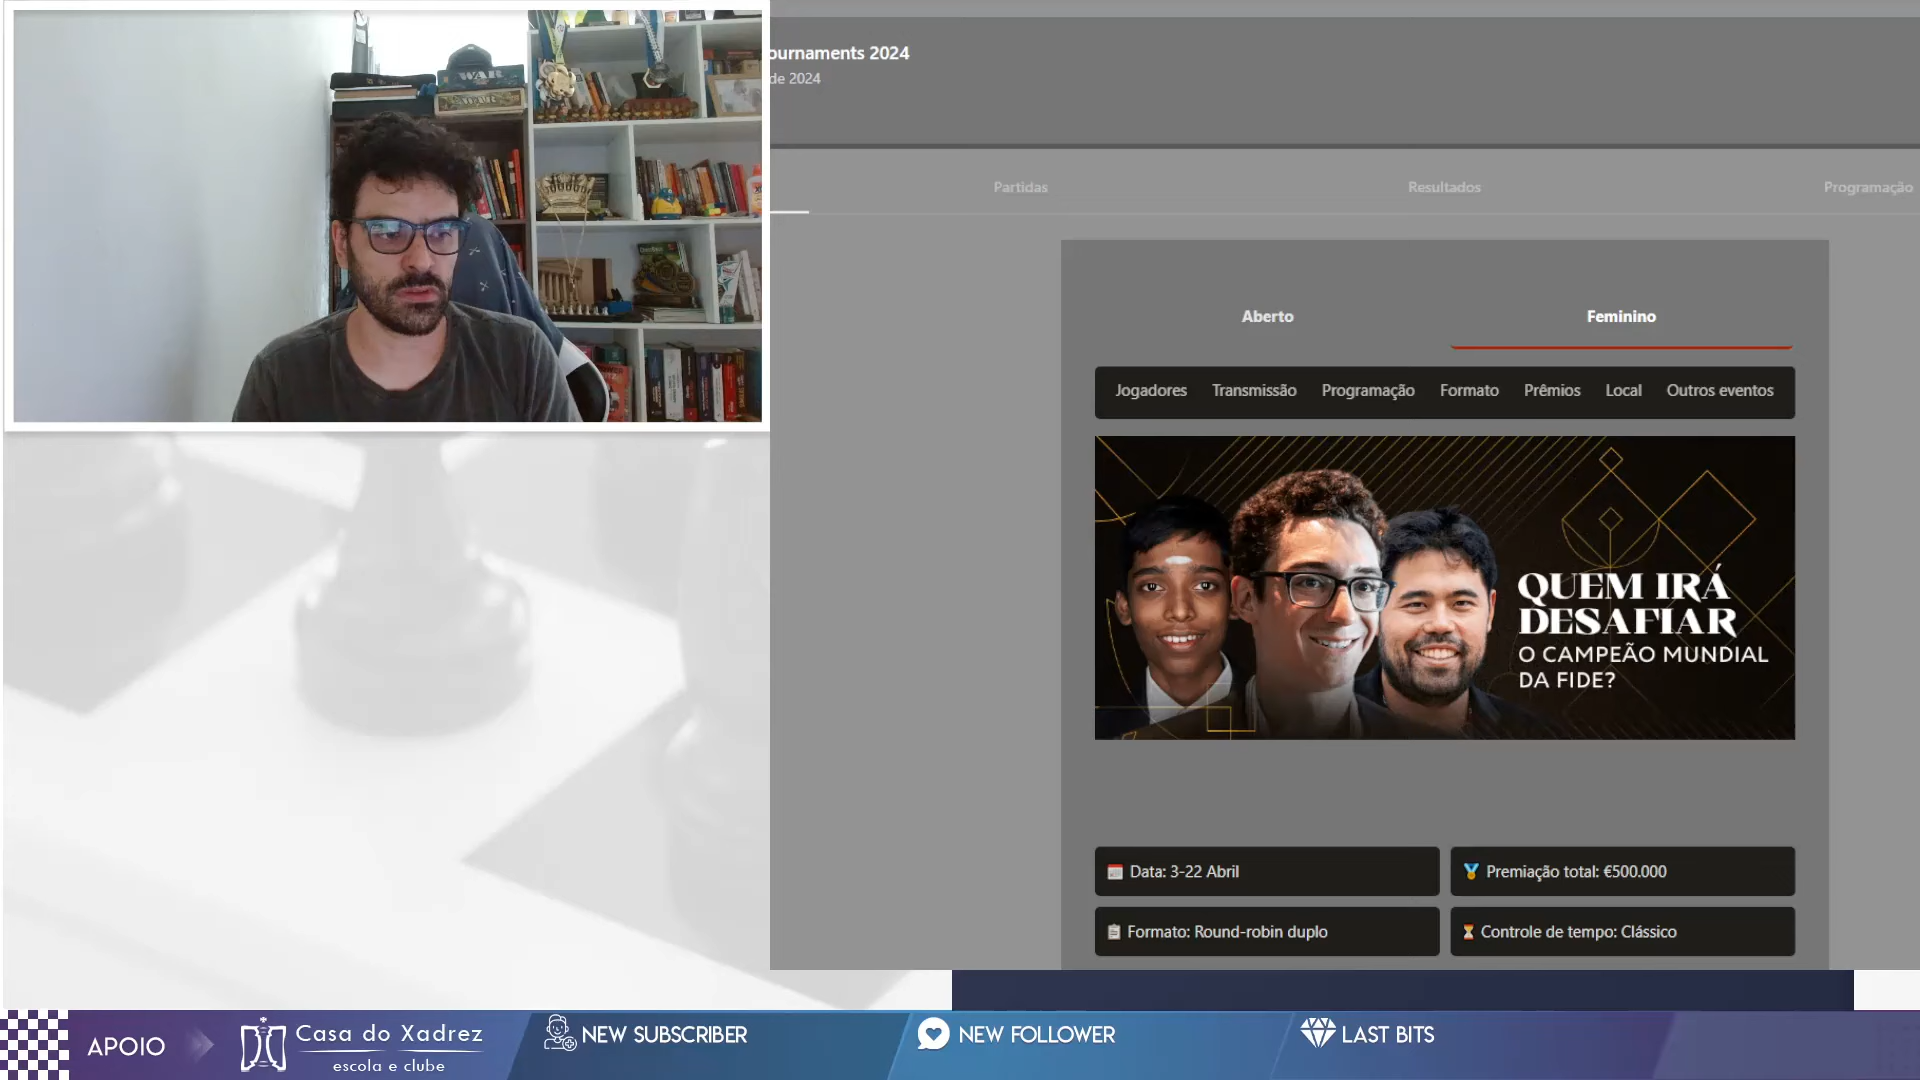 WAR
ournaments 2024
de 2024
Partidas
Resultados
Programação
Aberto
Feminino
Jogadores
Transmissão
Programação
Formato
Prêmios
Local
Outros eventos
QUEM IRÁ
DESAFIAR
O CAMPEÃO MUNDIAL
DA FIDE?
Data: 3-22 Abril
Premiação total: €500.000
Formato: Round-robin duplo
Controle de tempo: Clássico
APOIO
Casa do Xadrez
escola e clube
NEW SUBSCRIBER
NEW FOLLOWER
LAST BITS